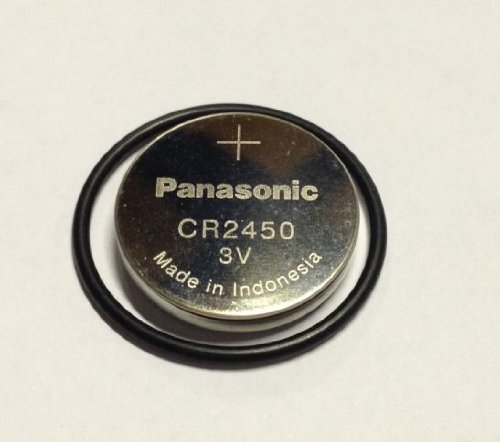 +
Panasonic
CR2450
3V
Made in Indonesia